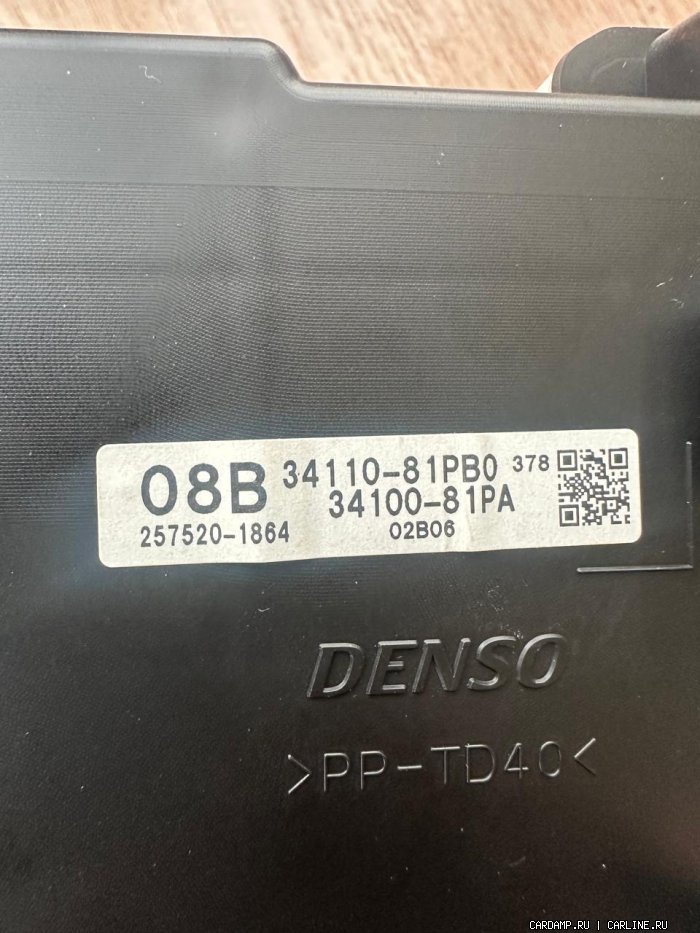 08B 34110-81PB0 378
34100-81PA
257520-1864 02B06
DENSO
>PP-TD40<
CARDAMP.RU | CARLINE.RU